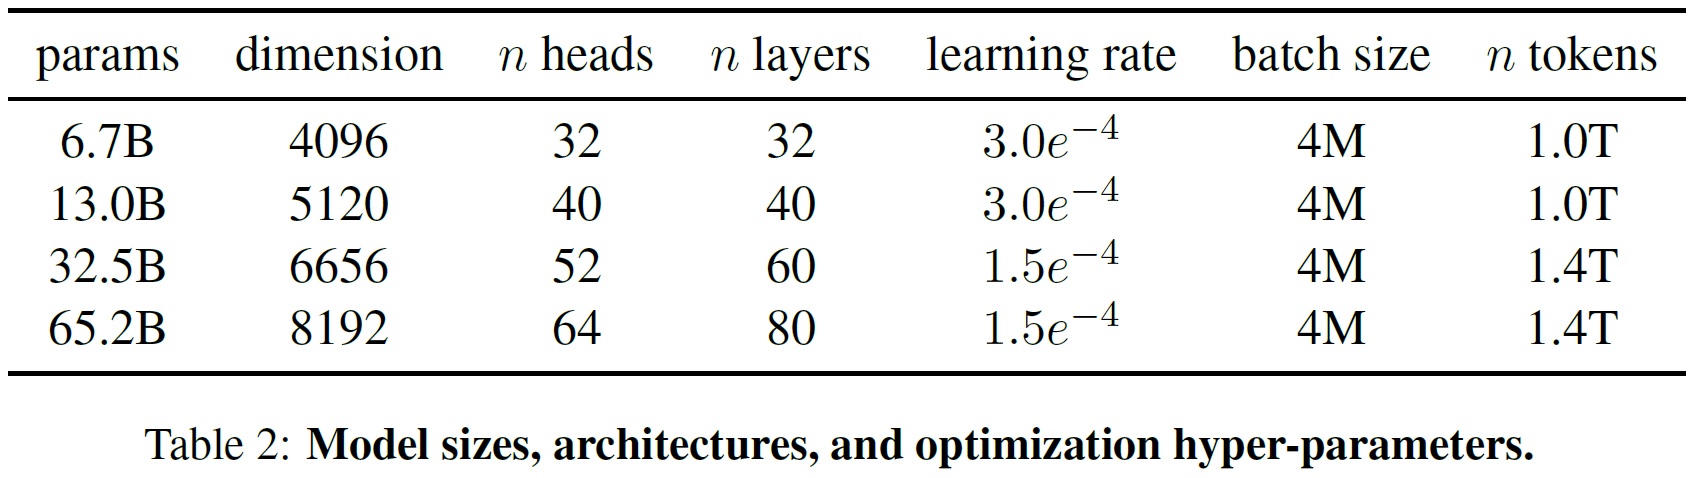 params dimension n heads n layers learning rate batch size n tokens
6.7B 4096 32 32 3.0e⁻⁴ 4M 1.0T
13.0B 5120 40 40 3.0e⁻⁴ 4M 1.0T
32.5B 6656 52 60 1.5e⁻⁴ 4M 1.4T
65.2B 8192 64 80 1.5e⁻⁴ 4M 1.4T
Table 2: Model sizes, architectures, and optimization hyper-parameters.